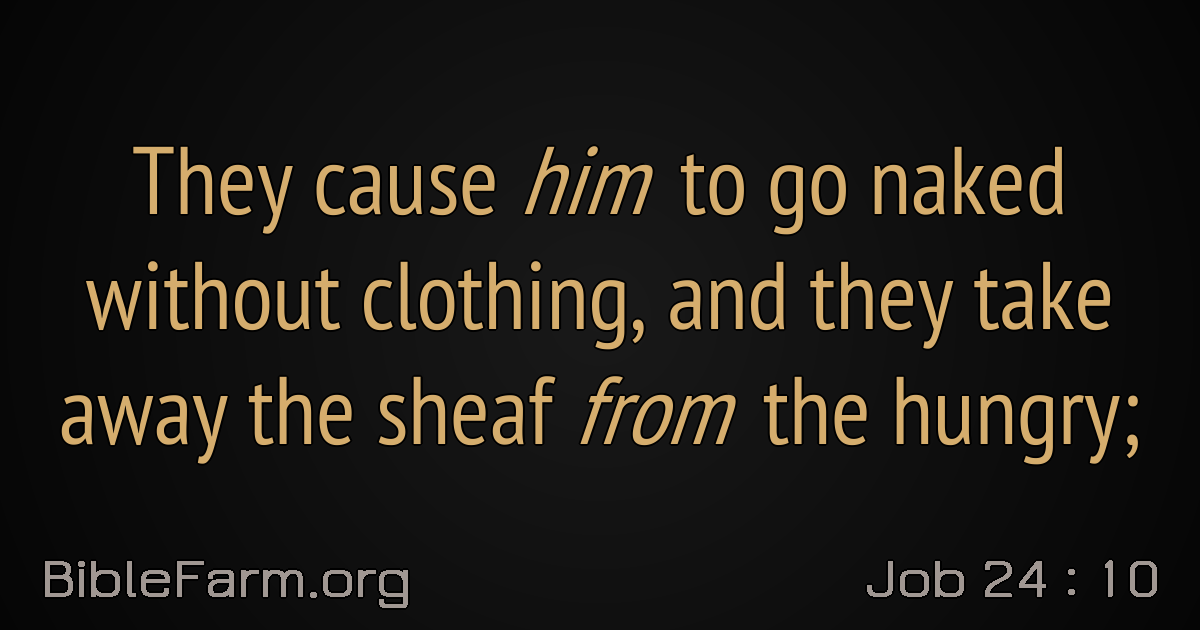 They cause him to go naked
without clothing, and they take
away the sheaf from the hungry;
BibleFarm.org
Job 24 : 10